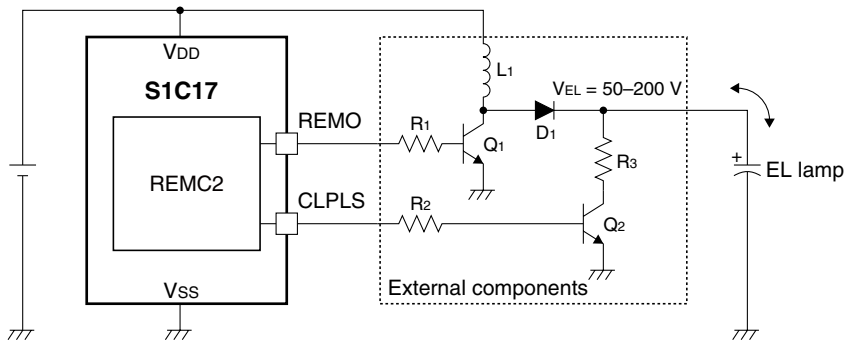 VDD
S1C17
REMC2
REMO
CLPLS
VSS
R1
R2
L1
Q1
D1
VEL = 50–200 V
R3
Q2
External components
+
EL lamp